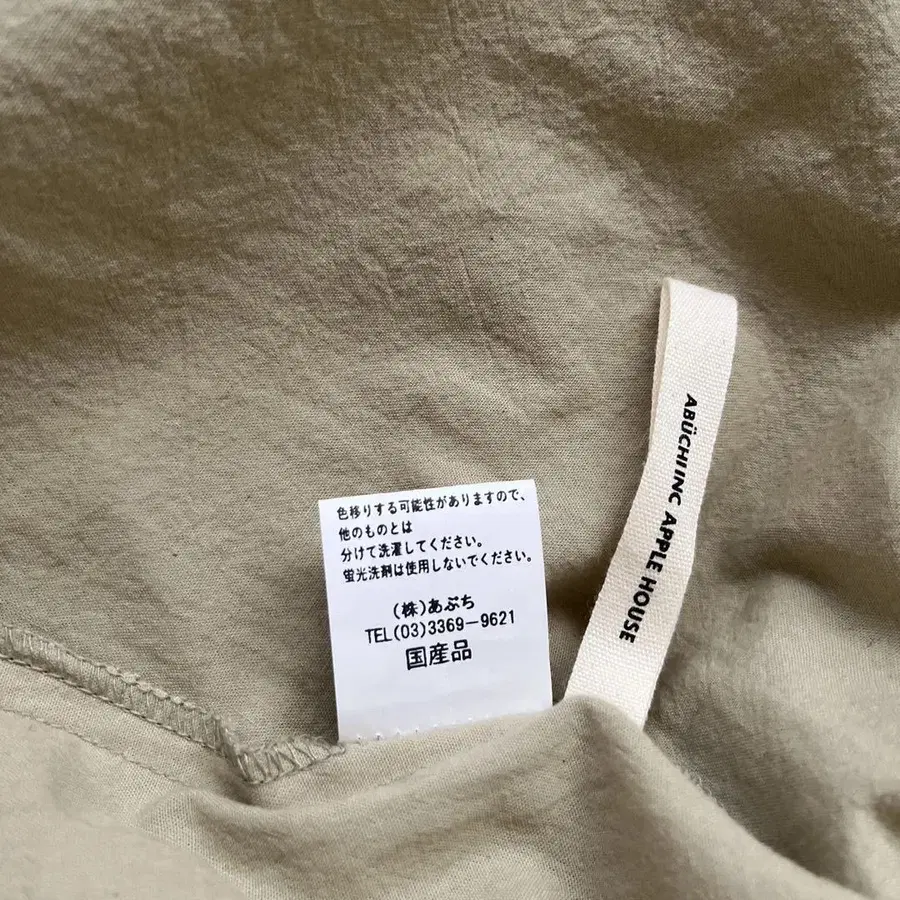 色移りする可能性がありますので、
他のものとは
分けて洗濯してください。
蛍光洗剤は使用しないでください。
(株)あぶち
TEL(03)3369-9621
国産品
ABÜCHI INC APPLE HOUSE